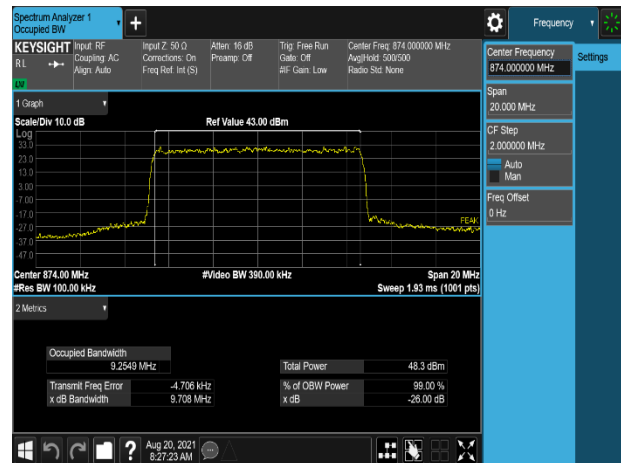 Spectrum Analyzer 1
Occupied BW
+
Frequency
KEYSIGHT
Input: RF
Input Z: 50 Ω
Atten: 16 dB
Trig: Free Run
Center Freq: 874.000000 MHz
R L
Coupling: AC
Corrections: On
Preamp: Off
Gate: Off
Avg|Hold: 500/500
Align: Auto
Freq Ref: Int (S)
#IF Gain: Low
Radio Std: None
Center Frequency
874.000000 MHz
Settings
Span
20.000 MHz
CF Step
2.000000 MHz
Auto
Man
Freq Offset
0 Hz
1 Graph
Scale/Div 10.0 dB
Ref Value 43.00 dBm
Log
33.0
23.0
13.0
3.00
-7.00
-17.0
-27.0
-37.0
-47.0
PEAK
Center 874.00 MHz
#Video BW 390.00 kHz
Span 20 MHz
#Res BW 100.00 kHz
Sweep 1.93 ms (1001 pts)
2 Metrics
Occupied Bandwidth
9.2549 MHz
Total Power
48.3 dBm
Transmit Freq Error
-4.706 kHz
% of OBW Power
99.00 %
x dB Bandwidth
9.708 MHz
x dB
-26.00 dB
?
Aug 20, 2021
8:27:23 AM